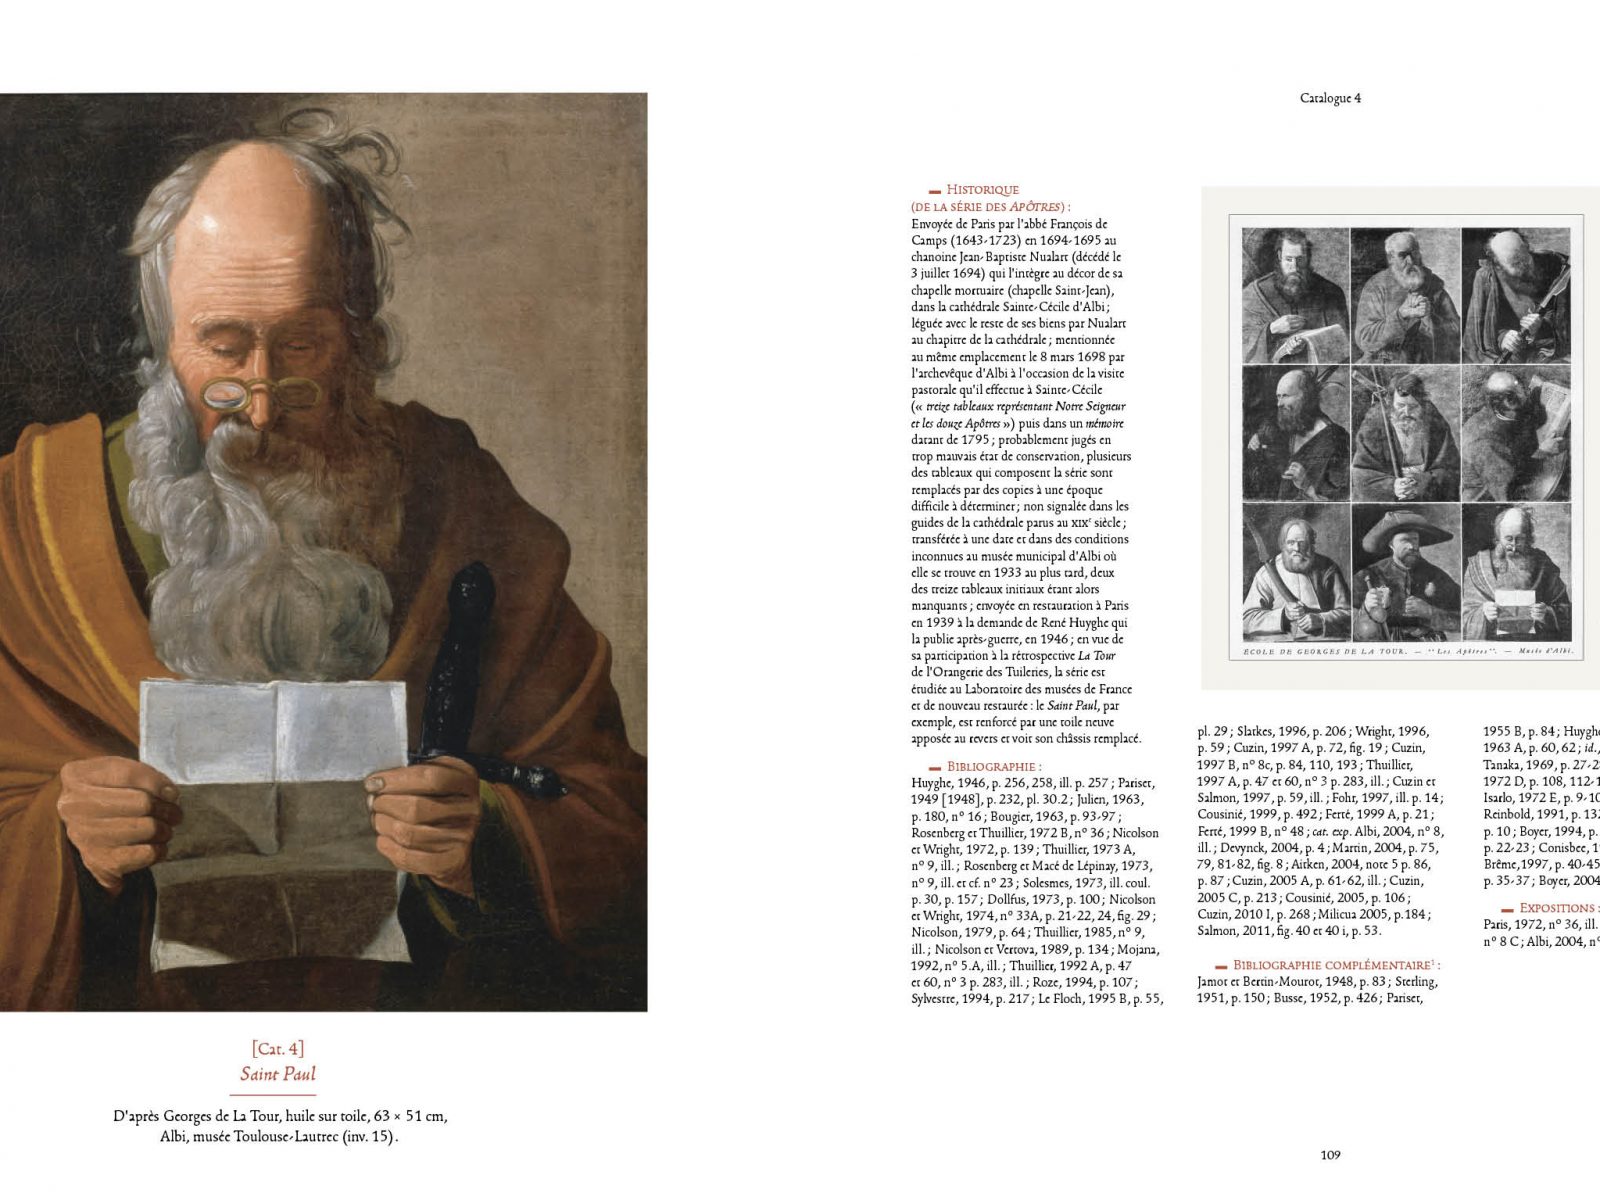 [Cat. 4]
Saint Paul
D'après Georges de La Tour, huile sur toile, 63 × 51 cm,
Albi, musée Toulouse-Lautrec (inv. 15).
Catalogue 4
Historique
(de la série des Apôtres) :
Envoyée de Paris par l'abbé François de
Camps (1643-1723) en 1694-1695 au
chanoine Jean-Baptiste Nualart (décédé le
3 juillet 1694) qui l'intègre au décor de sa
chapelle mortuaire (chapelle Saint-Jean),
dans la cathédrale Sainte-Cécile d'Albi ;
léguée avec le reste de ses biens par Nualart
au chapitre de la cathédrale ; mentionnée
au même emplacement le 8 mars 1698 par
l'archevêque d'Albi à l'occasion de la visite
pastorale qu'il effectue à Sainte-Cécile
(« treize tableaux représentant Notre Seigneur
et les douze Apôtres ») puis dans un mémoire
datant de 1795 ; probablement jugés en
trop mauvais état de conservation, plusieurs
des tableaux qui composent la série sont
remplacés par des copies à une époque
difficile à déterminer ; non signalée dans les
guides de la cathédrale parus au XIXe siècle ;
transférée à une date et dans des conditions
inconnues au musée municipal d'Albi où
elle se trouve en 1933 au plus tard, deux
des treize tableaux initiaux étant alors
manquants ; envoyée en restauration à Paris
en 1939 à la demande de René Huyghe qui
la publie après-guerre, en 1946 ; en vue de
sa participation à la rétrospective La Tour
de l'Orangerie des Tuileries, la série est
étudiée au Laboratoire des musées de France
et de nouveau restaurée : le Saint Paul, par
exemple, est renforcé par une toile neuve
apposée au revers et voit son châssis remplacé.
Bibliographie :
Huyghe, 1946, p. 256, 258, ill. p. 257 ; Pariset,
1949 [1948], p. 232, pl. 30.2 ; Julien, 1963,
p. 180, nº 16 ; Bougier, 1963, p. 93-97 ;
Rosenberg et Thuillier, 1972 B, nº 36 ; Nicolson
et Wright, 1972, p. 139 ; Thuillier, 1973 A,
nº 9, ill. ; Rosenberg et Macé de Lépinay, 1973,
nº 9, ill. et cf. nº 23 ; Solesmes, 1973, ill. coul.
p. 30, p. 157 ; Dollfus, 1973, p. 100 ; Nicolson
et Wright, 1974, nº 33A, p. 21-22, 24, fig. 29 ;
Nicolson, 1979, p. 64 ; Thuillier, 1985, nº 9,
ill. ; Nicolson et Vertova, 1989, p. 134 ; Mojana,
1992, nº 5.A, ill. ; Thuillier, 1992 A, p. 47
et 60, nº 3 p. 283, ill. ; Roze, 1994, p. 107 ;
Sylvestre, 1994, p. 217 ; Le Floch, 1995 B, p. 55,
ÉCOLE DE GEORGES DE LA TOUR. — "Les Apôtres". — Musée d'Albi.
pl. 29 ; Slatkes, 1996, p. 206 ; Wright, 1996,
p. 59 ; Cuzin, 1997 A, p. 72, fig. 19 ; Cuzin,
1997 B, nº 8c, p. 84, 110, 193 ; Thuillier,
1997 A, p. 47 et 60, nº 3 p. 283, ill. ; Cuzin et
Salmon, 1997, p. 59, ill. ; Fohr, 1997, ill. p. 14 ;
Cousinié, 1999, p. 492 ; Ferté, 1999 A, p. 21 ;
Ferté, 1999 B, nº 48 ; cat. exp. Albi, 2004, nº 8,
ill. ; Devynck, 2004, p. 4 ; Martin, 2004, p. 75,
79, 81-82, fig. 8 ; Aitken, 2004, note 5 p. 86,
p. 87 ; Cuzin, 2005 A, p. 61-62, ill. ; Cuzin,
2005 C, p. 213 ; Cousinié, 2005, p. 106 ;
Cuzin, 2010 I, p. 268 ; Milicua 2005, p.184 ;
Salmon, 2011, fig. 40 et 40 i, p. 53.
Bibliographie complémentaire¹ :
Jamot et Bertin-Mourot, 1948, p. 83 ; Sterling,
1951, p. 150 ; Busse, 1952, p. 426 ; Pariset,
1955 B, p. 84 ; Huyghe
1963 A, p. 60, 62 ; id.,
Tanaka, 1969, p. 27-2
1972 D, p. 108, 112-1
Isarlo, 1972 E, p. 9-10
Reinbold, 1991, p. 132
p. 10 ; Boyer, 1994, p.
p. 22-23 ; Conisbee, 1
Brême,1997, p. 40-45
p. 35-37 ; Boyer, 2004
Expositions :
Paris, 1972, nº 36, ill.
nº 8 C ; Albi, 2004, nº
109